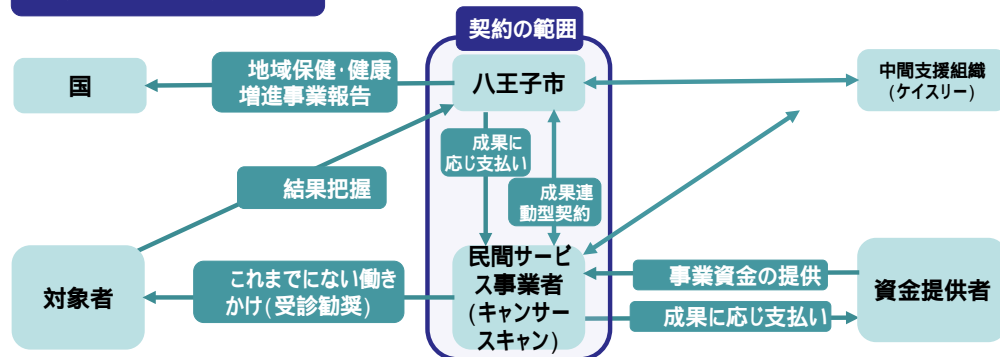 契約の範囲
国
地域保健・健康
増進事業報告
八王子市
中間支援組織
(ケイスリー)
成果に
応じ支払い
結果把握
成果連
動型契約
対象者
これまでにない働き
かけ(受診勧奨)
民間サービ
ス事業者
(キャンサー
スキャン)
事業資金の提供
成果に応じ支払い
資金提供者